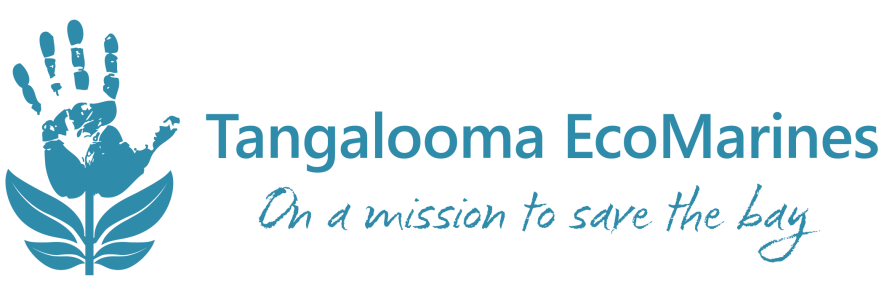 Tangalooma EcoMarines
On a mission to save the bay